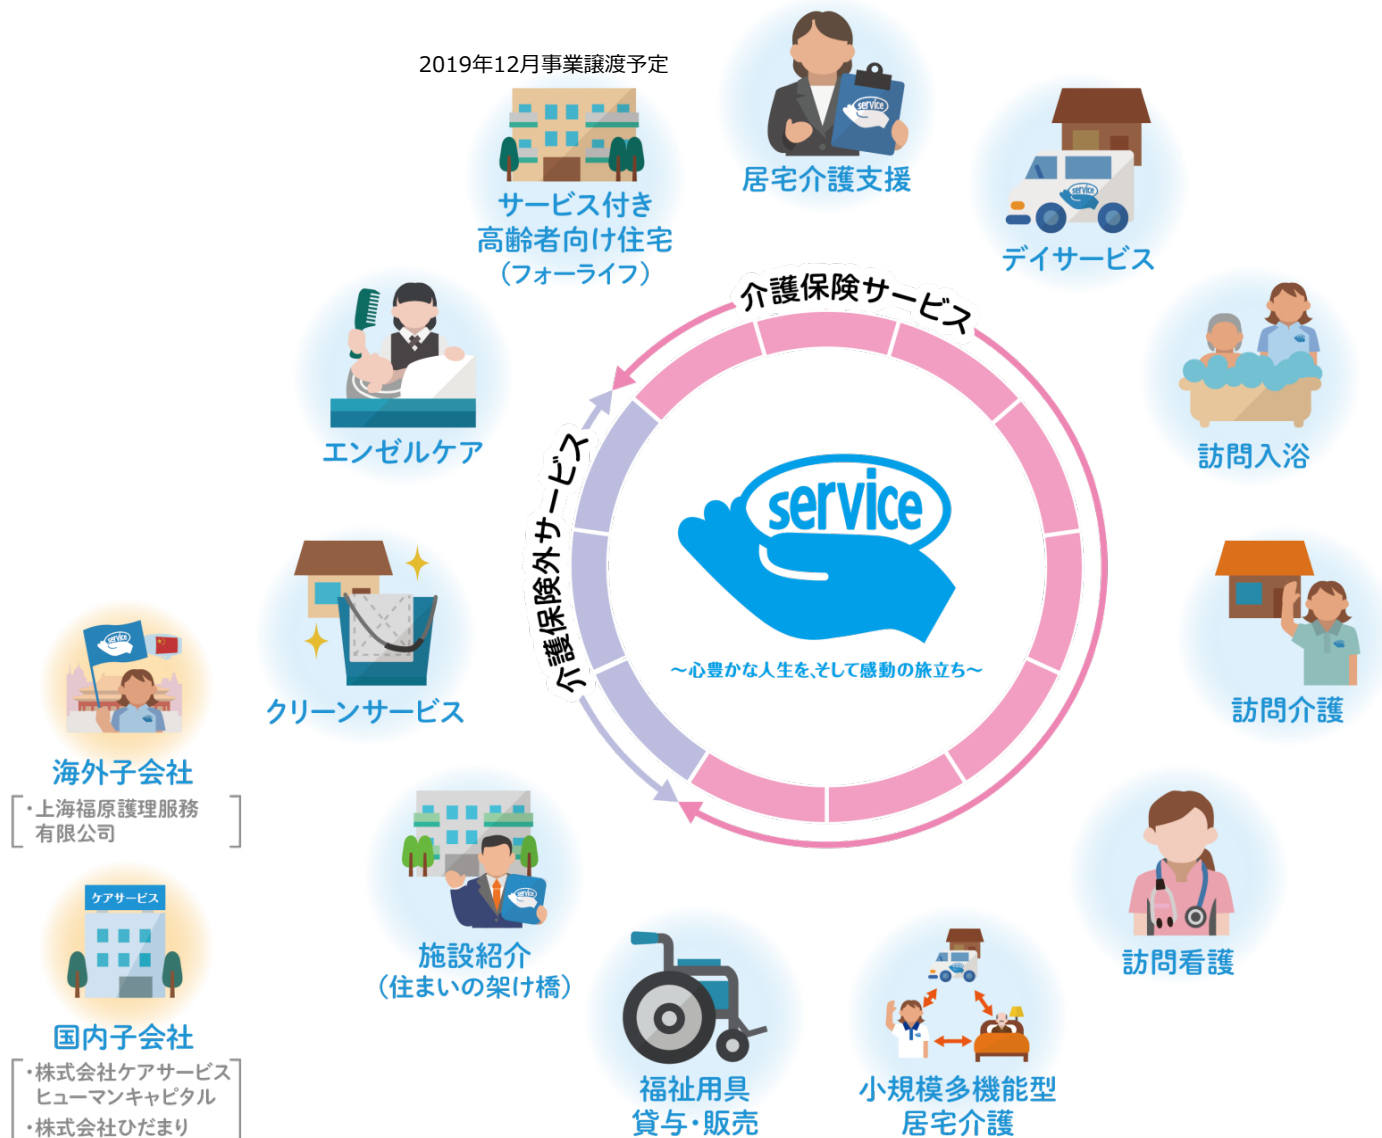 2019年12月事業譲渡予定
サービス付き
高齢者向け住宅
（フォーライフ）
service
居宅介護支援
service
デイサービス
訪問入浴
訪問介護
訪問看護
小規模多機能型
居宅介護
福祉用具
貸与・販売
service
施設紹介
（住まいの架け橋）
クリーンサービス
エンゼルケア
介護保険サービス
介護保険外サービス
service
～心豊かな人生を、そして感動の旅立ち～
service
海外子会社
・上海福原護理服務
有限公司
ケアサービス
国内子会社
・株式会社ケアサービス
ヒューマンキャピタル
・株式会社ひだまり